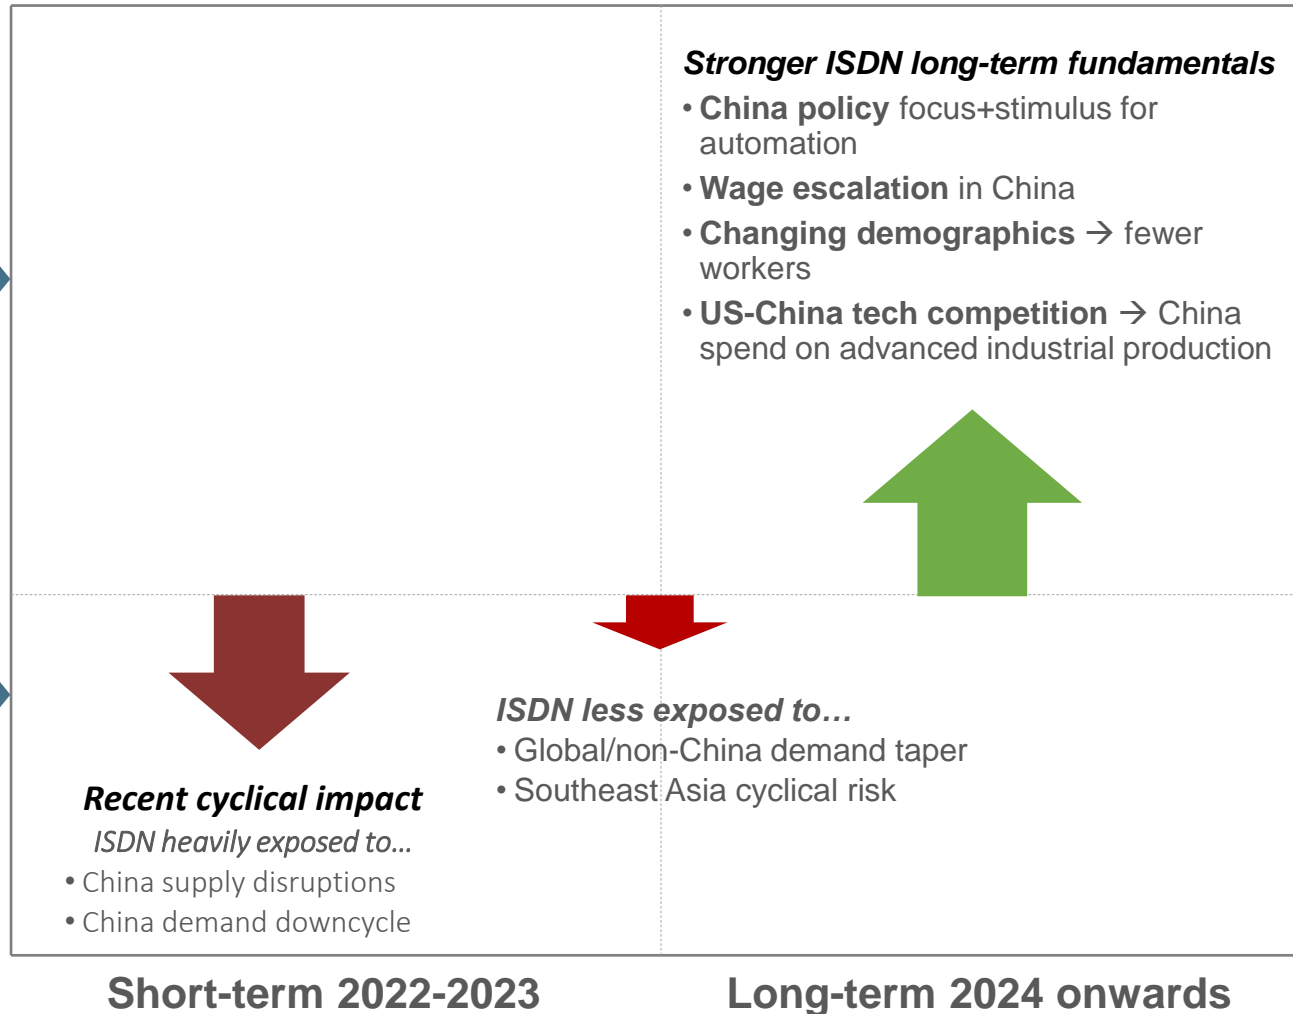 Stronger ISDN long-term fundamentals
• China policy focus+stimulus for
automation
• Wage escalation in China
• Changing demographics → fewer
workers
• US-China tech competition → China
spend on advanced industrial production
ISDN less exposed to…
• Global/non-China demand taper
• Southeast Asia cyclical risk
Recent cyclical impact
ISDN heavily exposed to…
• China supply disruptions
• China demand downcycle
Short-term 2022-2023
Long-term 2024 onwards